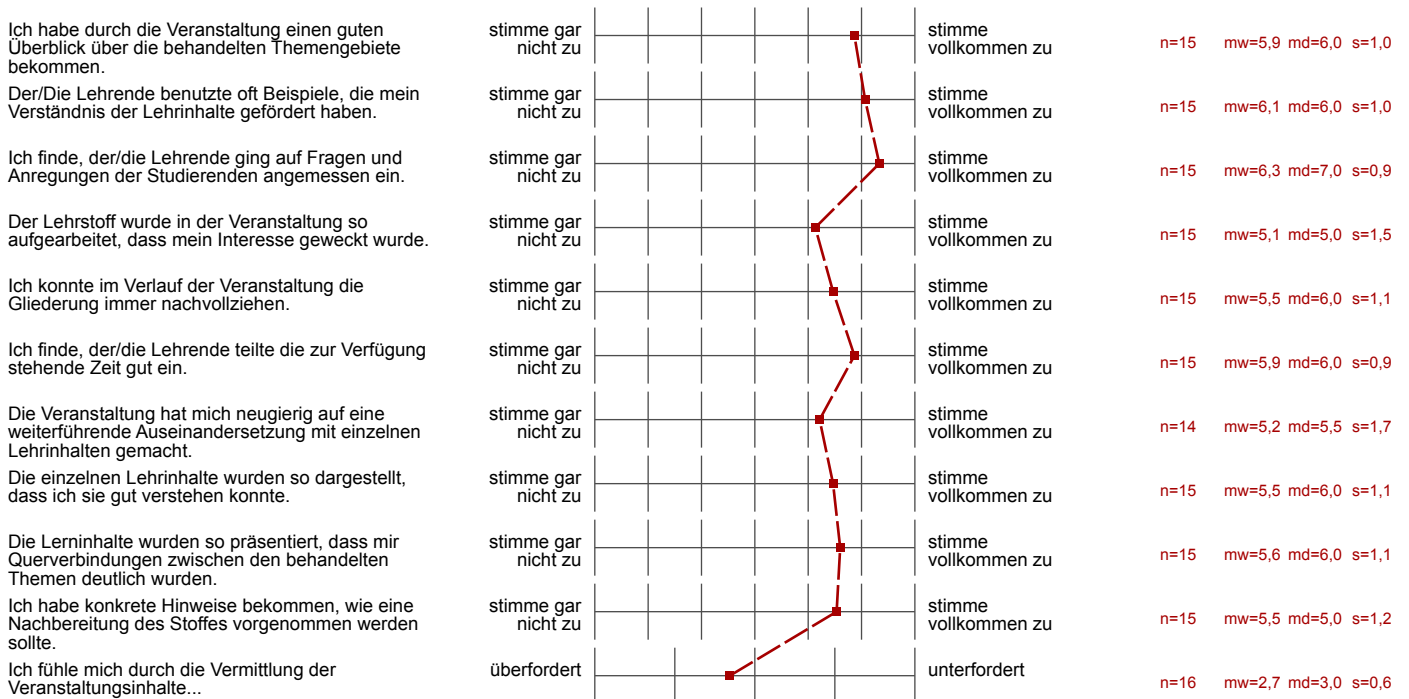 Ich habe durch die Veranstaltung einen guten
Überblick über die behandelten Themengebiete
bekommen.
stimme gar
nicht zu
stimme
vollkommen zu
n=15 mw=5,9 md=6,0 s=1,0
Der/Die Lehrende benutzte oft Beispiele, die mein
Verständnis der Lehrinhalte gefördert haben.
stimme gar
nicht zu
stimme
vollkommen zu
n=15 mw=6,1 md=6,0 s=1,0
Ich finde, der/die Lehrende ging auf Fragen und
Anregungen der Studierenden angemessen ein.
stimme gar
nicht zu
stimme
vollkommen zu
n=15 mw=6,3 md=7,0 s=0,9
Der Lehrstoff wurde in der Veranstaltung so
aufgearbeitet, dass mein Interesse geweckt wurde.
stimme gar
nicht zu
stimme
vollkommen zu
n=15 mw=5,1 md=5,0 s=1,5
Ich konnte im Verlauf der Veranstaltung die
Gliederung immer nachvollziehen.
stimme gar
nicht zu
stimme
vollkommen zu
n=15 mw=5,5 md=6,0 s=1,1
Ich finde, der/die Lehrende teilte die zur Verfügung
stehende Zeit gut ein.
stimme gar
nicht zu
stimme
vollkommen zu
n=15 mw=5,9 md=6,0 s=0,9
Die Veranstaltung hat mich neugierig auf eine
weiterführende Auseinandersetzung mit einzelnen
Lehrinhalten gemacht.
stimme gar
nicht zu
stimme
vollkommen zu
n=14 mw=5,2 md=5,5 s=1,7
Die einzelnen Lehrinhalte wurden so dargestellt,
dass ich sie gut verstehen konnte.
stimme gar
nicht zu
stimme
vollkommen zu
n=15 mw=5,5 md=6,0 s=1,1
Die Lerninhalte wurden so präsentiert, dass mir
Querverbindungen zwischen den behandelten
Themen deutlich wurden.
stimme gar
nicht zu
stimme
vollkommen zu
n=15 mw=5,6 md=6,0 s=1,1
Ich habe konkrete Hinweise bekommen, wie eine
Nachbereitung des Stoffes vorgenommen werden
sollte.
stimme gar
nicht zu
stimme
vollkommen zu
n=15 mw=5,5 md=5,0 s=1,2
Ich fühle mich durch die Vermittlung der
Veranstaltungsinhalte...
überfordert
unterfordert
n=16 mw=2,7 md=3,0 s=0,6